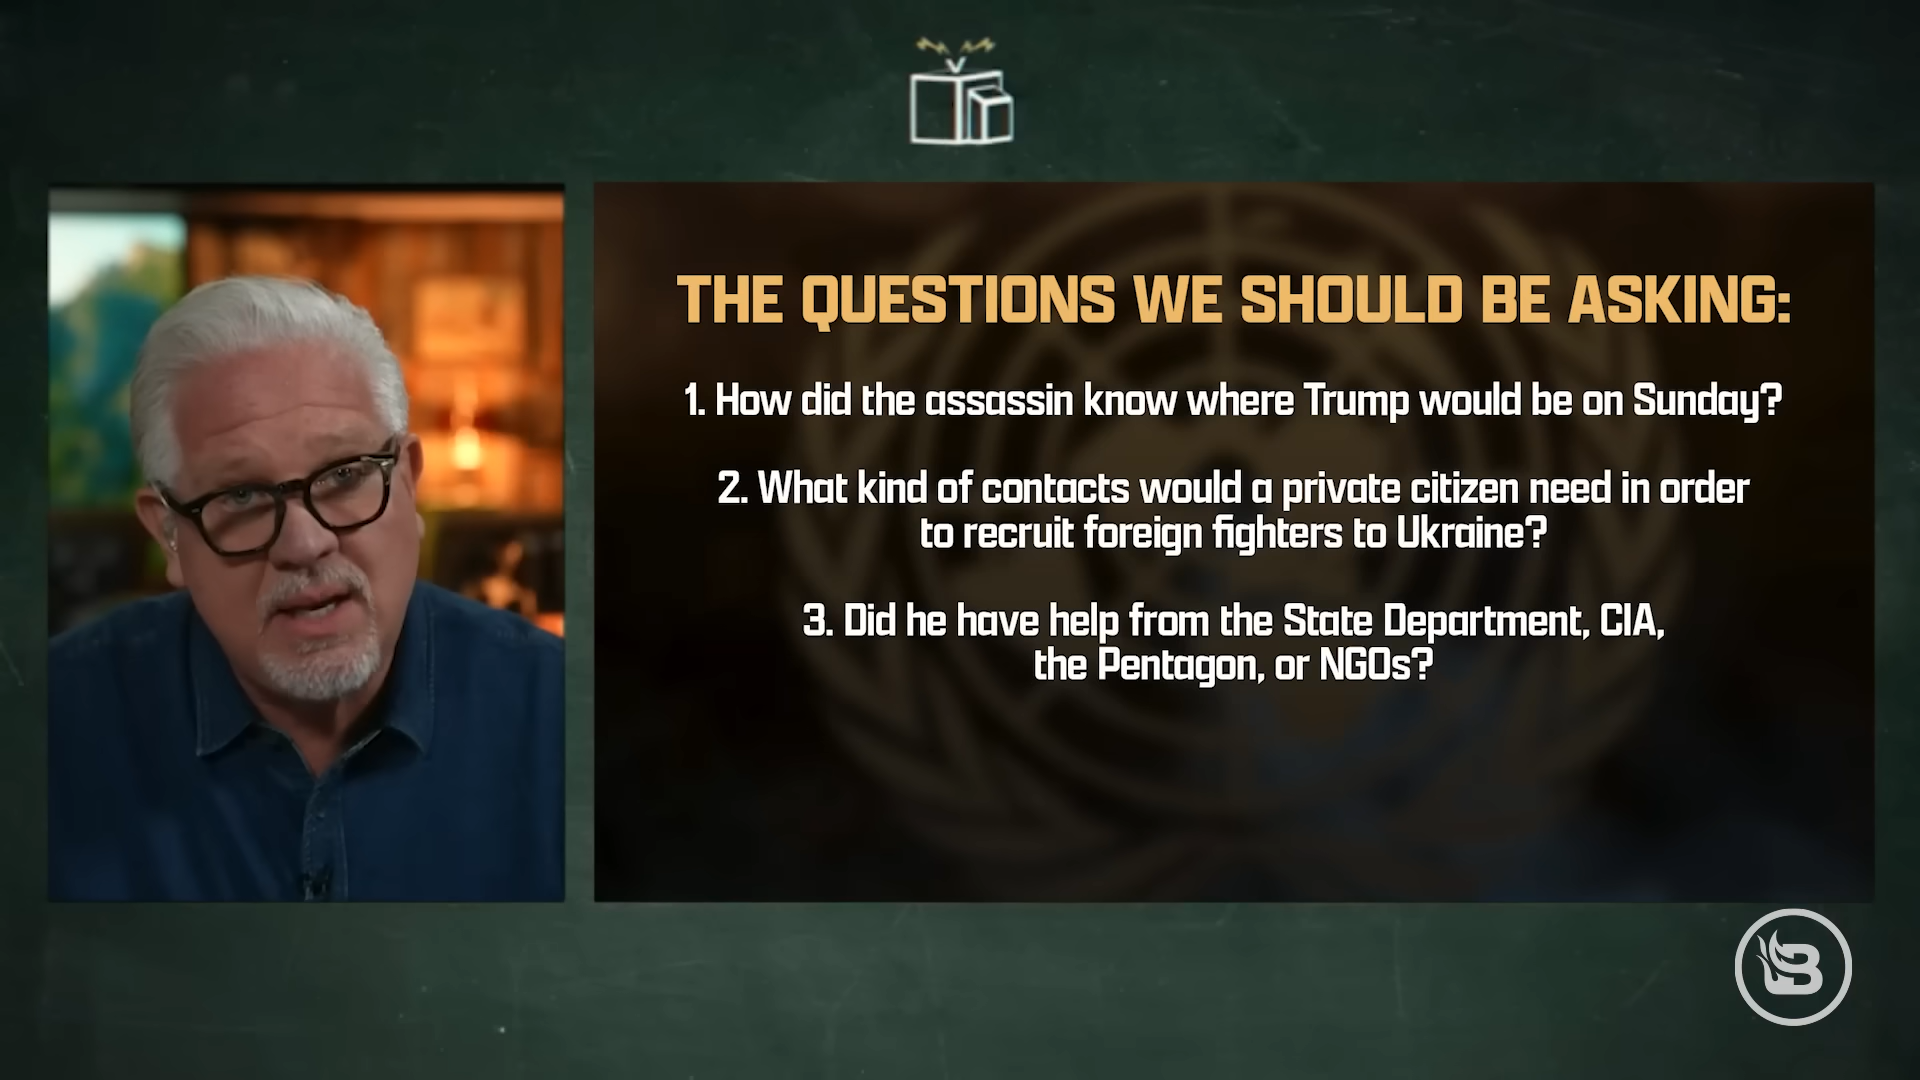 THE QUESTIONS WE SHOULD BE ASKING:
1. How did the assassin know where Trump would be on Sunday?
2. What kind of contacts would a private citizen need in order
to recruit foreign fighters to Ukraine?
3. Did he have help from the State Department, CIA,
the Pentagon, or NGOs?
B